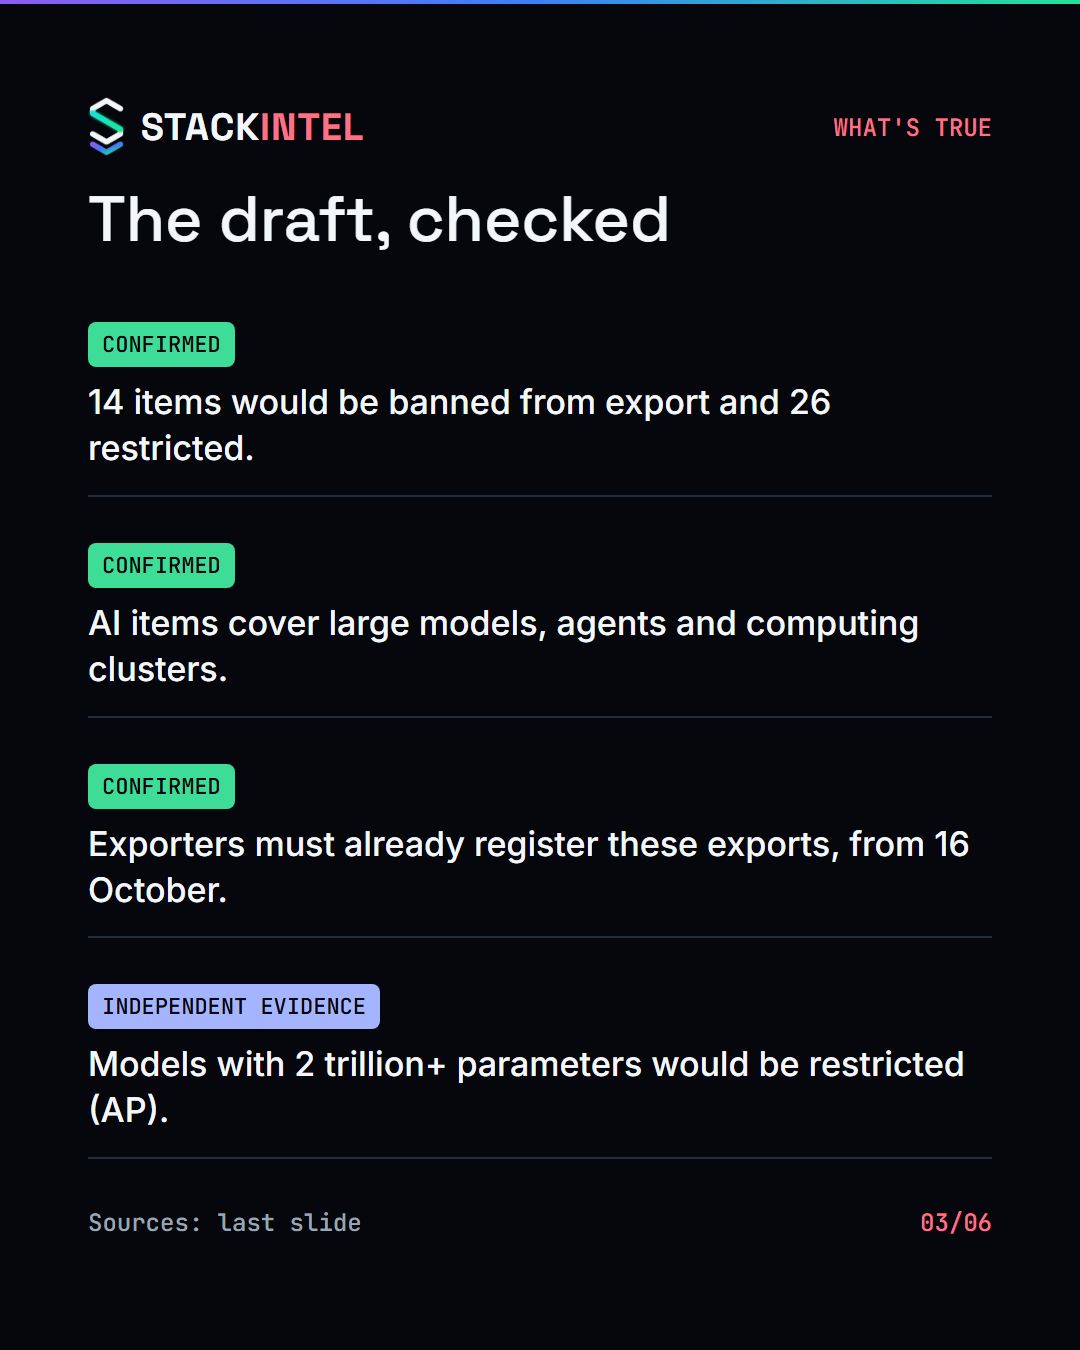 STACKINTEL
WHAT'S TRUE
The draft, checked
CONFIRMED
14 items would be banned from export and 26
restricted.
CONFIRMED
AI items cover large models, agents and computing
clusters.
CONFIRMED
Exporters must already register these exports, from 16
October.
INDEPENDENT EVIDENCE
Models with 2 trillion+ parameters would be restricted
(AP).
Sources: last slide
03/06